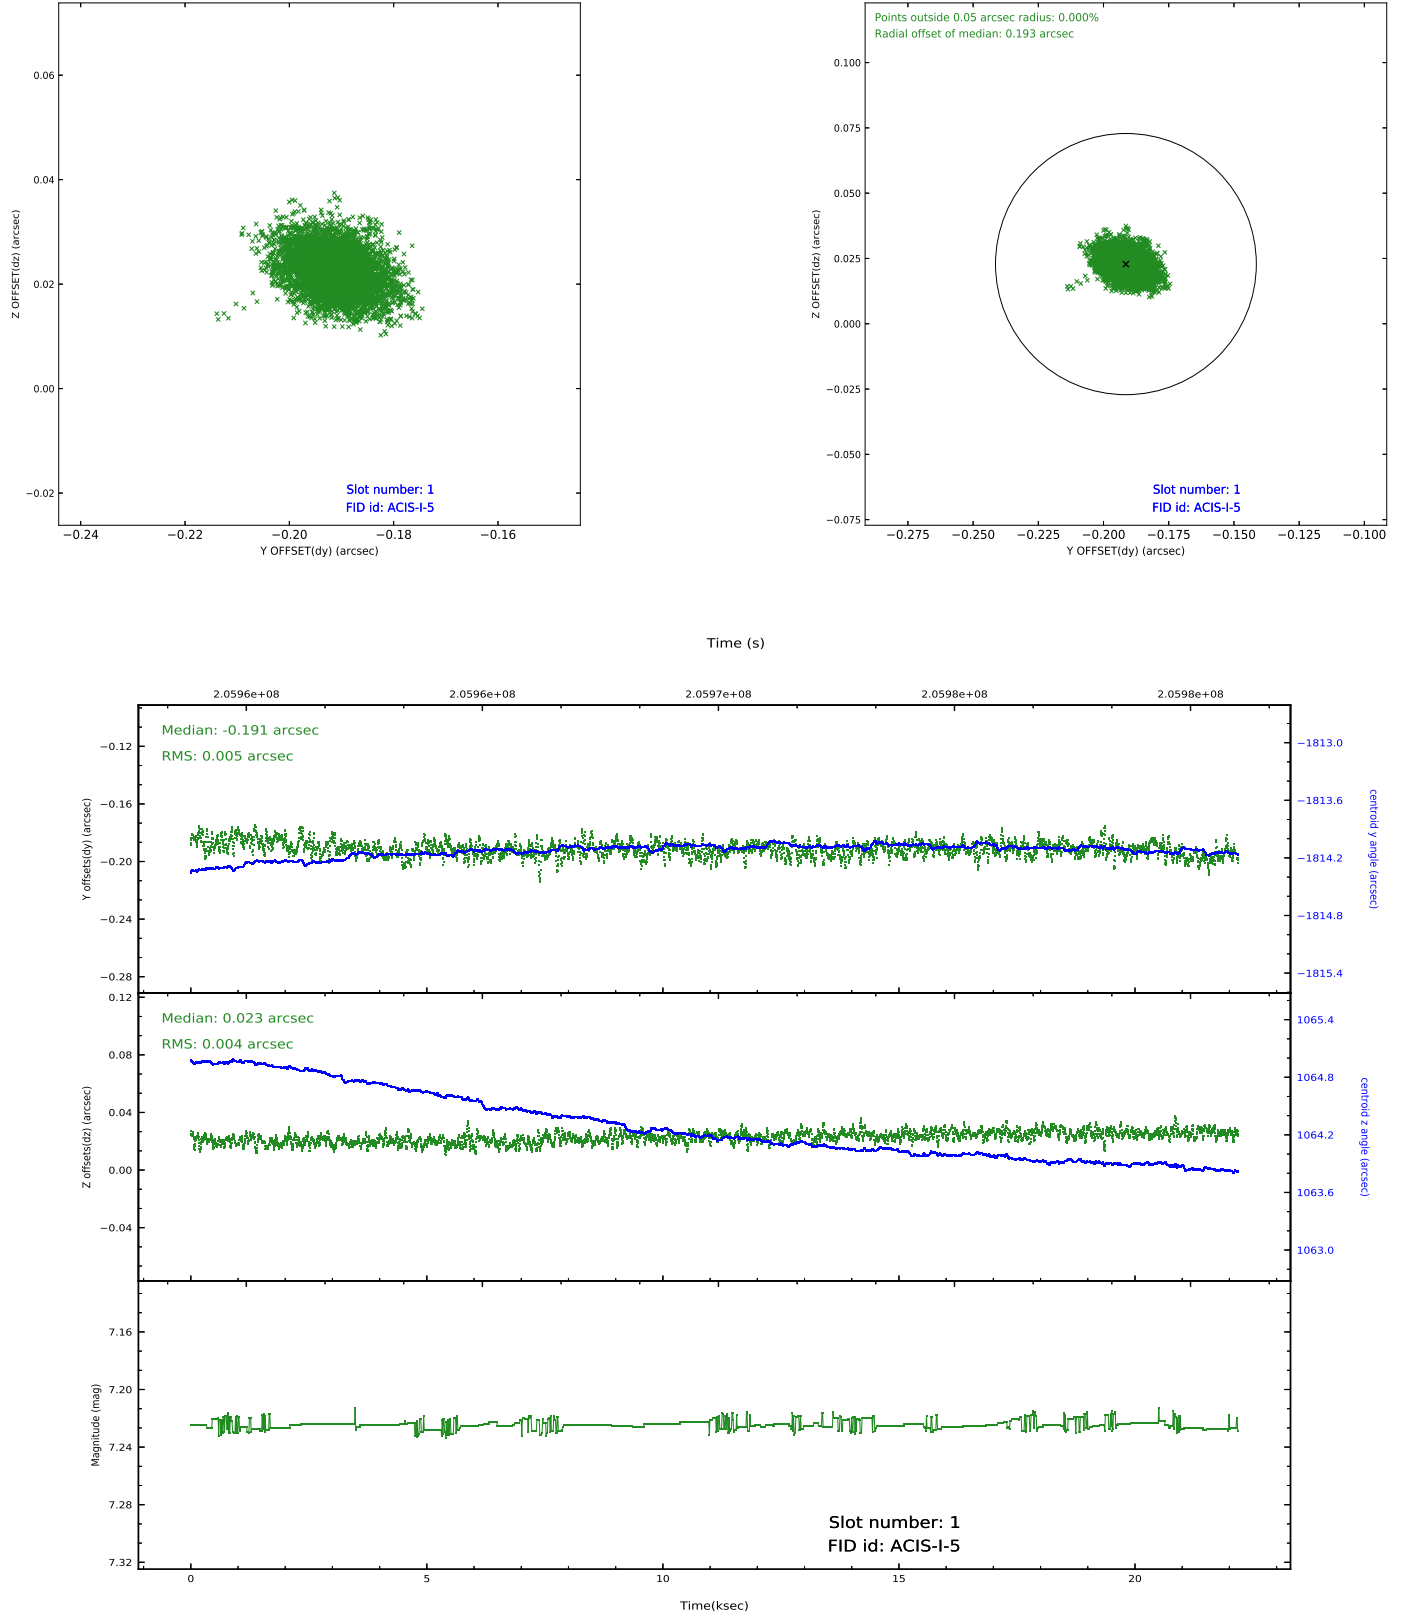 0.06
0.04
0.02
0.00
−0.02
Z OFFSET(dz) (arcsec)
Slot number: 1
FID id: ACIS-I-5
−0.24 −0.22 −0.20 −0.18 −0.16
Y OFFSET(dy) (arcsec)
Points outside 0.05 arcsec radius: 0.000%
Radial offset of median: 0.193 arcsec
0.100
0.075
0.050
0.025
0.000
−0.025
−0.050
−0.075
Z OFFSET(dz) (arcsec)
Slot number: 1
FID id: ACIS-I-5
−0.275 −0.250 −0.225 −0.200 −0.175 −0.150 −0.125 −0.100
Y OFFSET(dy) (arcsec)
Time (s)
2.0596e+08 2.0596e+08 2.0597e+08 2.0598e+08 2.0598e+08
Median: -0.191 arcsec
RMS: 0.005 arcsec
−0.12
−0.16
−0.20
−0.24
−0.28
Y offsets(dy) (arcsec)
−1813.0
−1813.6
−1814.2
−1814.8
−1815.4
centroid y angle (arcsec)
Median: 0.023 arcsec
RMS: 0.004 arcsec
0.12
0.08
0.04
0.00
−0.04
Z offsets(dz) (arcsec)
1065.4
1064.8
1064.2
1063.6
1063.0
centroid z angle (arcsec)
7.16
7.20
7.24
7.28
7.32
Magnitude (mag)
Slot number: 1
FID id: ACIS-I-5
0 5 10 15 20
Time(ksec)